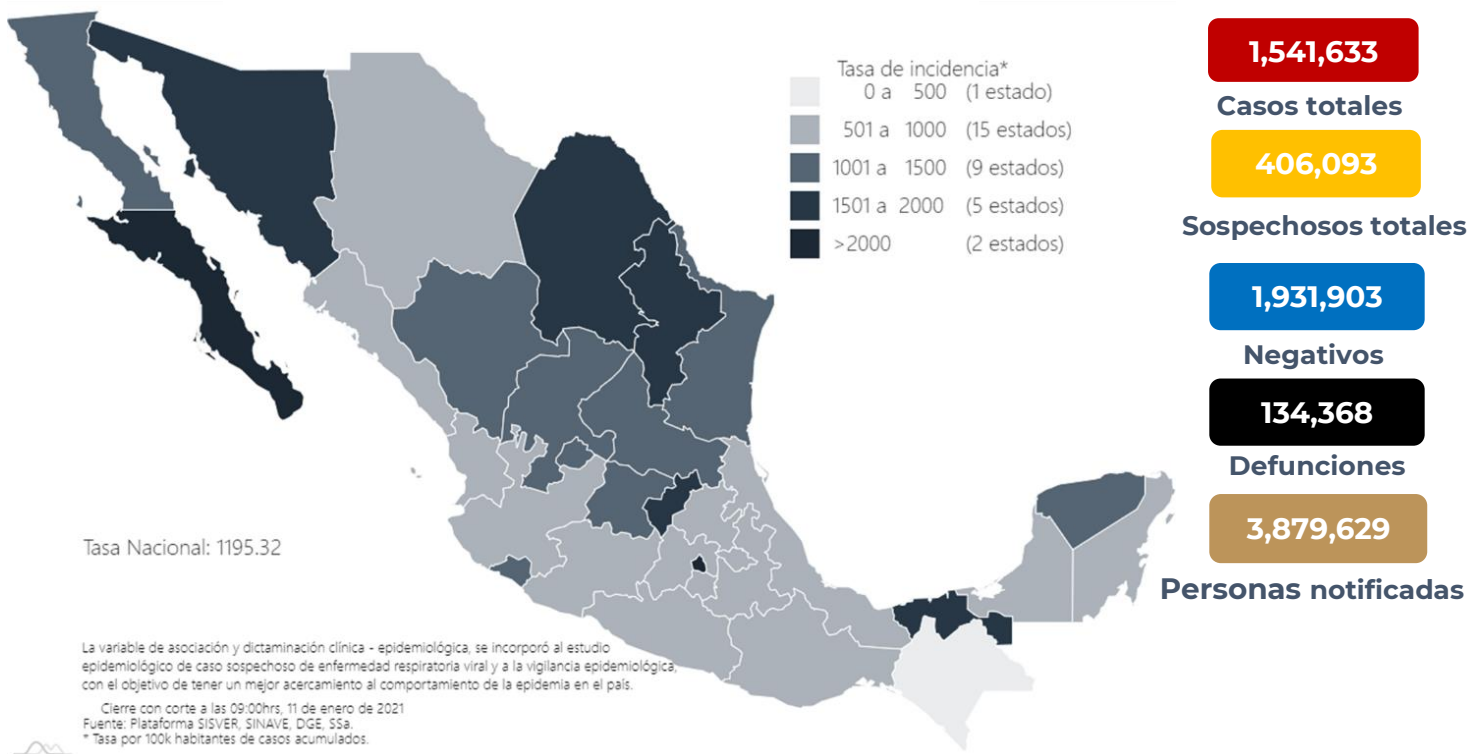 Tasa de incidencia*
0 a 500 (1 estado)
501 a 1000 (15 estados)
1001 a 1500 (9 estados)
1501 a 2000 (5 estados)
>2000 (2 estados)
1,541,633
Casos totales
406,093
Sospechosos totales
1,931,903
Negativos
134,368
Defunciones
3,879,629
Personas notificadas
Tasa Nacional: 1195.32
La variable de asociación y dictaminación clínica - epidemiológica, se incorporó al estudio
epidemiológico de caso sospechoso de enfermedad respiratoria viral y a la vigilancia epidemiológica,
con el objetivo de tener un mejor acercamiento al comportamiento de la epidemia en el país.
Cierre con corte a las 09:00hrs, 11 de enero de 2021
Fuente: Plataforma SISVER, SINAVE, DGE, SSa.
* Tasa por 100k habitantes de casos acumulados.